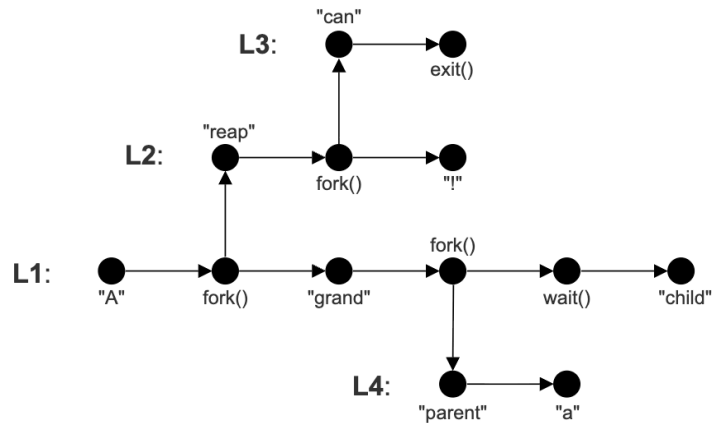 "can"
L3:
exit()
"reap"
L2:
fork()
"!"
fork()
L1:
"A"
fork()
"grand"
wait()
"child"
L4:
"parent"
"a"